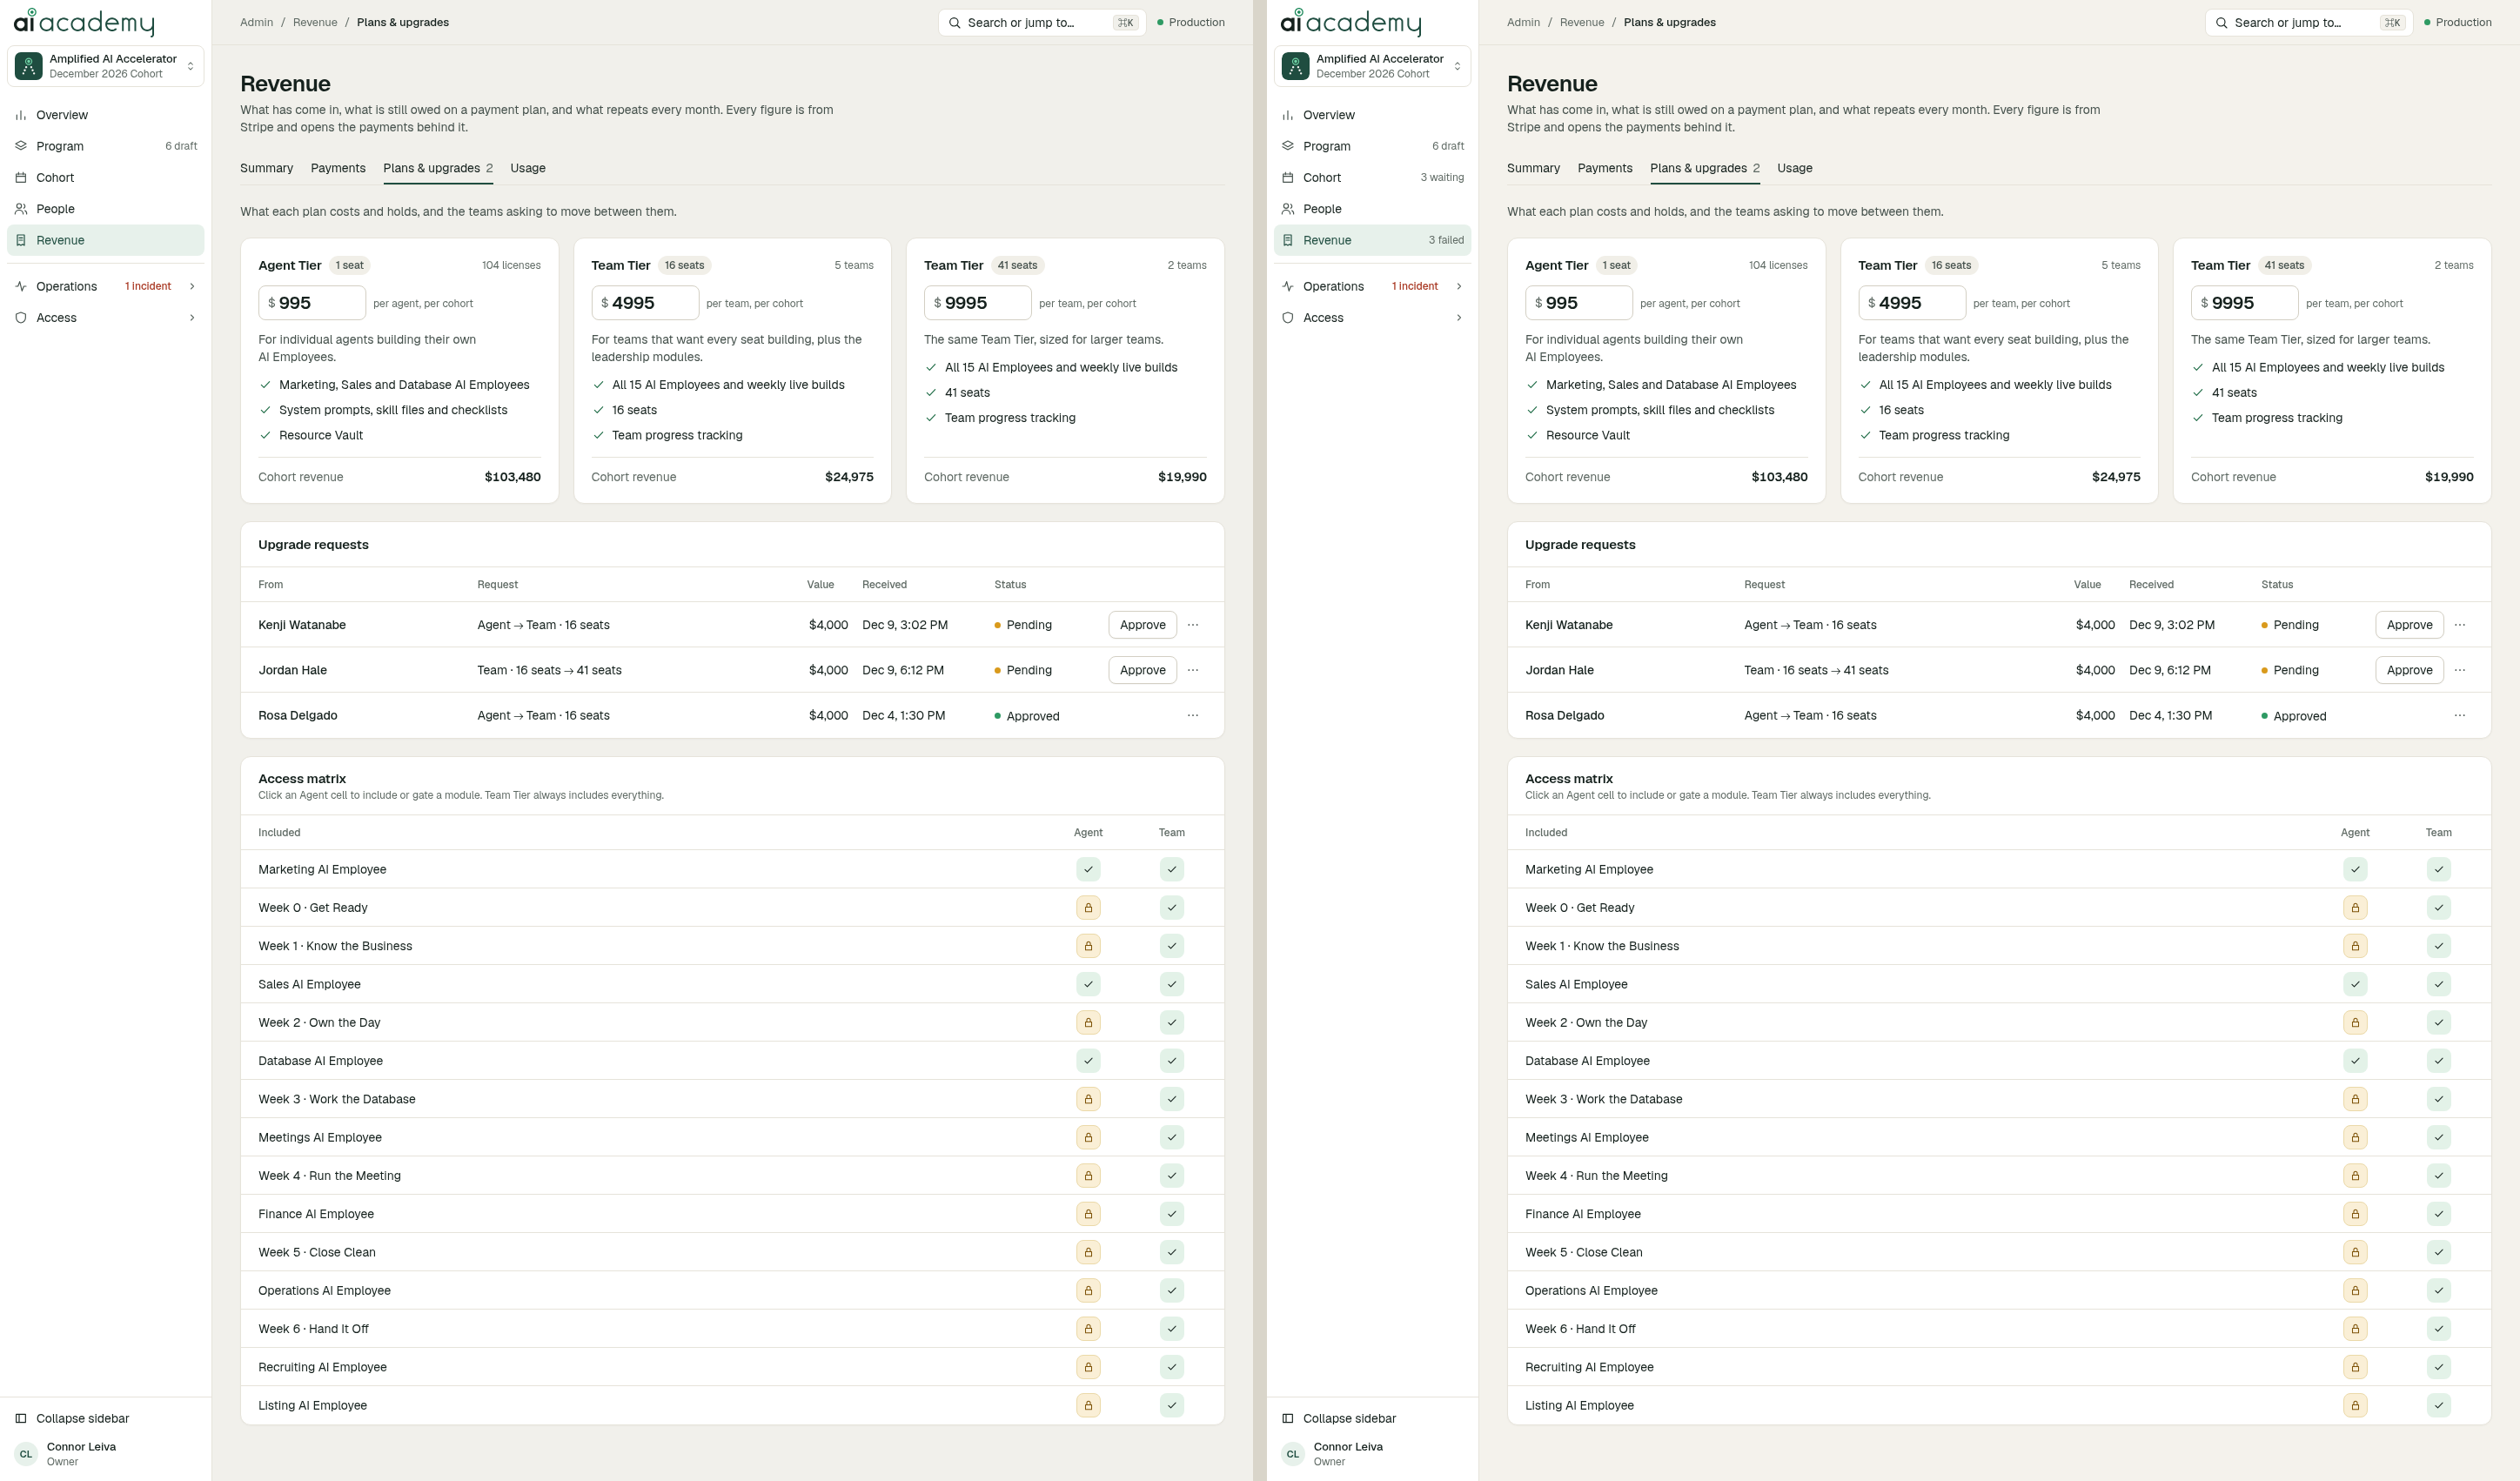 ai academy
Amplified AI Accelerator
December 2026 Cohort
Overview
Program 6 draft
Cohort
People
Revenue
Operations 1 incident
Access
Collapse sidebar
CL
Connor Leiva
Owner
Admin / Revenue / Plans & upgrades
Search or jump to… ⌘K
Production
Revenue
What has come in, what is still owed on a payment plan, and what repeats every month. Every figure is from
Stripe and opens the payments behind it.
Summary Payments Plans & upgrades 2 Usage
What each plan costs and holds, and the teams asking to move between them.
Agent Tier 1 seat 104 licenses
$ 995 per agent, per cohort
For individual agents building their own
AI Employees.
Marketing, Sales and Database AI Employees
System prompts, skill files and checklists
Resource Vault
Cohort revenue $103,480
Team Tier 16 seats 5 teams
$ 4995 per team, per cohort
For teams that want every seat building, plus the
leadership modules.
All 15 AI Employees and weekly live builds
16 seats
Team progress tracking
Cohort revenue $24,975
Team Tier 41 seats 2 teams
$ 9995 per team, per cohort
The same Team Tier, sized for larger teams.
All 15 AI Employees and weekly live builds
41 seats
Team progress tracking
Cohort revenue $19,990
Upgrade requests
From Request Value Received Status
Kenji Watanabe Agent → Team · 16 seats $4,000 Dec 9, 3:02 PM Pending Approve ···
Jordan Hale Team · 16 seats → 41 seats $4,000 Dec 9, 6:12 PM Pending Approve ···
Rosa Delgado Agent → Team · 16 seats $4,000 Dec 4, 1:30 PM Approved ···
Access matrix
Click an Agent cell to include or gate a module. Team Tier always includes everything.
Included Agent Team
Marketing AI Employee
Week 0 · Get Ready
Week 1 · Know the Business
Sales AI Employee
Week 2 · Own the Day
Database AI Employee
Week 3 · Work the Database
Meetings AI Employee
Week 4 · Run the Meeting
Finance AI Employee
Week 5 · Close Clean
Operations AI Employee
Week 6 · Hand It Off
Recruiting AI Employee
Listing AI Employee
ai academy
Amplified AI Accelerator
December 2026 Cohort
Overview
Program 6 draft
Cohort 3 waiting
People
Revenue 3 failed
Operations 1 incident
Access
Collapse sidebar
CL
Connor Leiva
Owner
Admin / Revenue / Plans & upgrades
Search or jump to… ⌘K
Production
Revenue
What has come in, what is still owed on a payment plan, and what repeats every month. Every figure is from
Stripe and opens the payments behind it.
Summary Payments Plans & upgrades 2 Usage
What each plan costs and holds, and the teams asking to move between them.
Agent Tier 1 seat 104 licenses
$ 995 per agent, per cohort
For individual agents building their own
AI Employees.
Marketing, Sales and Database AI Employees
System prompts, skill files and checklists
Resource Vault
Cohort revenue $103,480
Team Tier 16 seats 5 teams
$ 4995 per team, per cohort
For teams that want every seat building, plus the
leadership modules.
All 15 AI Employees and weekly live builds
16 seats
Team progress tracking
Cohort revenue $24,975
Team Tier 41 seats 2 teams
$ 9995 per team, per cohort
The same Team Tier, sized for larger teams.
All 15 AI Employees and weekly live builds
41 seats
Team progress tracking
Cohort revenue $19,990
Upgrade requests
From Request Value Received Status
Kenji Watanabe Agent → Team · 16 seats $4,000 Dec 9, 3:02 PM Pending Approve ···
Jordan Hale Team · 16 seats → 41 seats $4,000 Dec 9, 6:12 PM Pending Approve ···
Rosa Delgado Agent → Team · 16 seats $4,000 Dec 4, 1:30 PM Approved ···
Access matrix
Click an Agent cell to include or gate a module. Team Tier always includes everything.
Included Agent Team
Marketing AI Employee
Week 0 · Get Ready
Week 1 · Know the Business
Sales AI Employee
Week 2 · Own the Day
Database AI Employee
Week 3 · Work the Database
Meetings AI Employee
Week 4 · Run the Meeting
Finance AI Employee
Week 5 · Close Clean
Operations AI Employee
Week 6 · Hand It Off
Recruiting AI Employee
Listing AI Employee